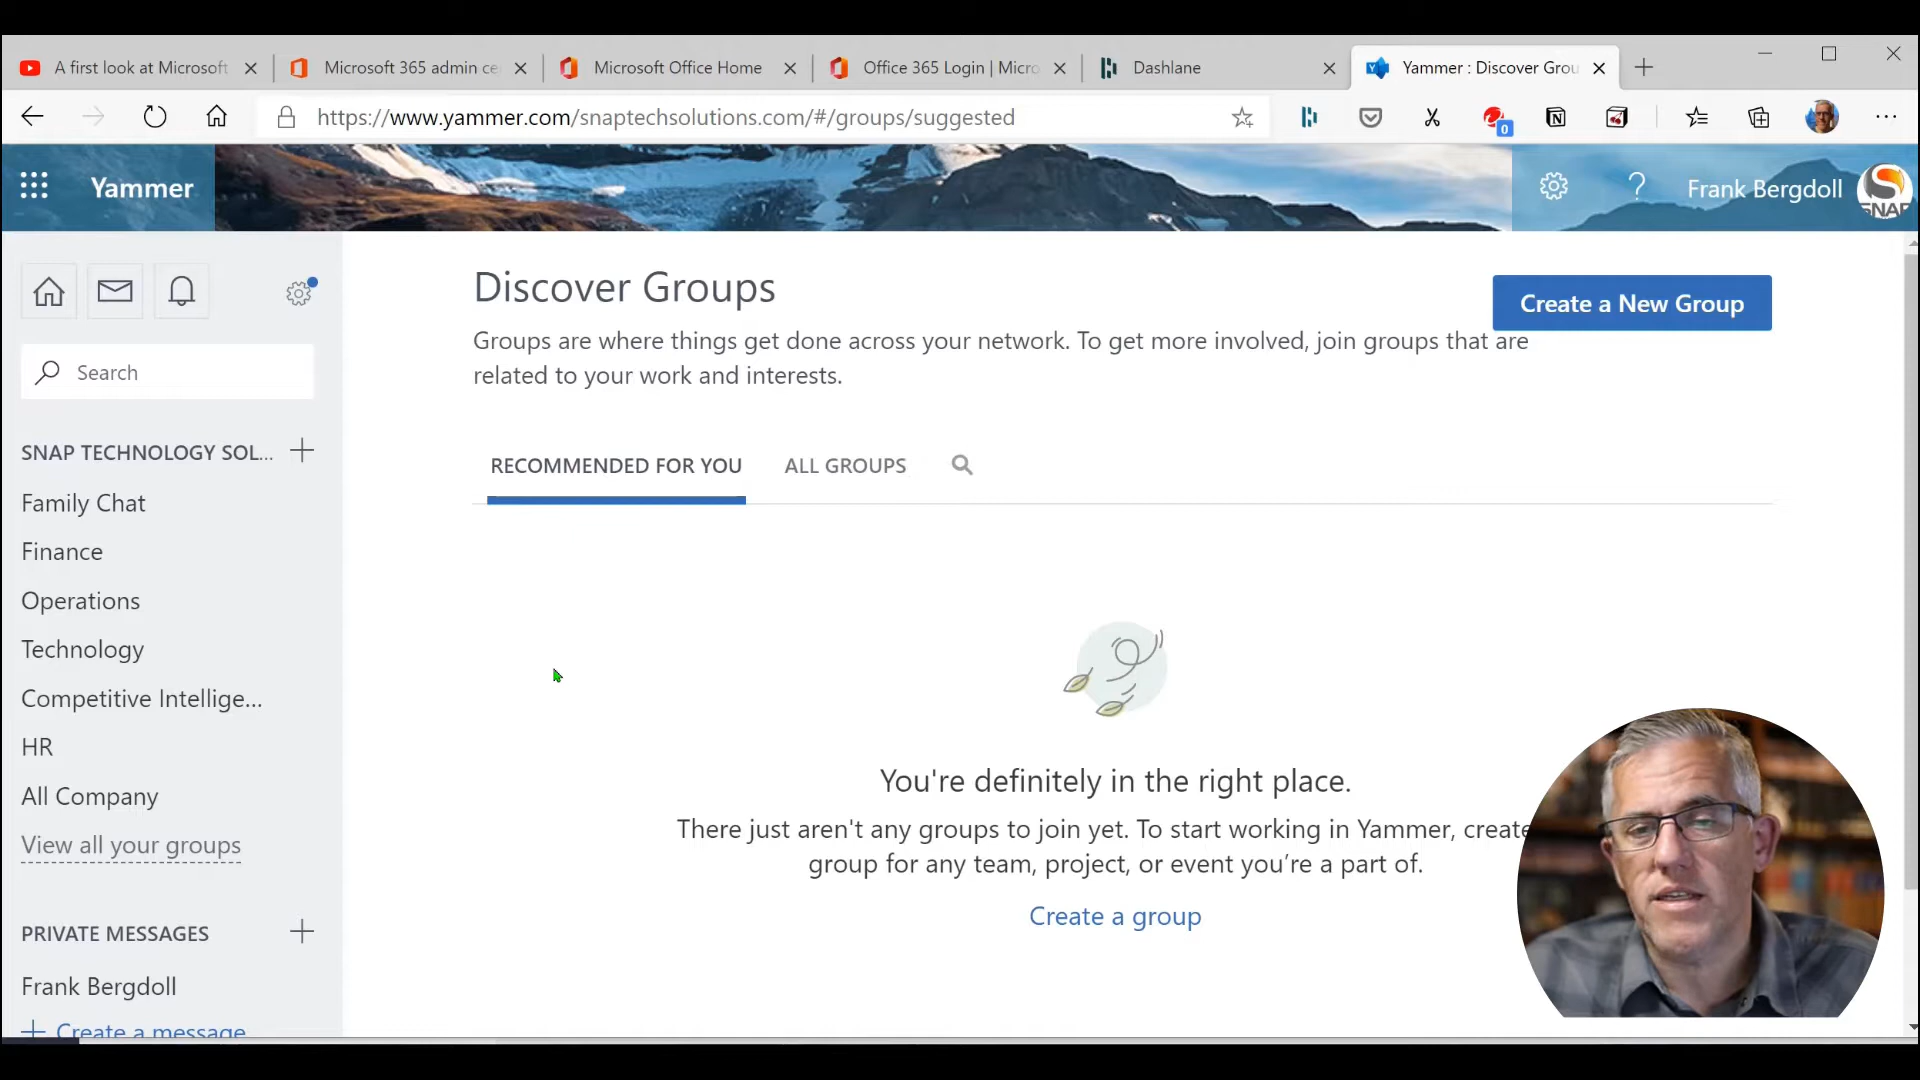 A first look at Microsoft
Microsoft 365 admin ce
Microsoft Office Home
Office 365 Login | Micro
Dashlane
Yammer : Discover Grou
https://www.yammer.com/snaptechsolutions.com/#/groups/suggested
0
Yammer
Frank Bergdoll
SNAP
Discover Groups
Create a New Group
Groups are where things get done across your network. To get more involved, join groups that are
related to your work and interests.
Search
RECOMMENDED FOR YOU
ALL GROUPS
SNAP TECHNOLOGY SOL...
Family Chat
Finance
Operations
Technology
Competitive Intellige...
HR
All Company
View all your groups
PRIVATE MESSAGES
Frank Bergdoll
Create a message
You're definitely in the right place.
There just aren't any groups to join yet. To start working in Yammer, create
group for any team, project, or event you’re a part of.
Create a group